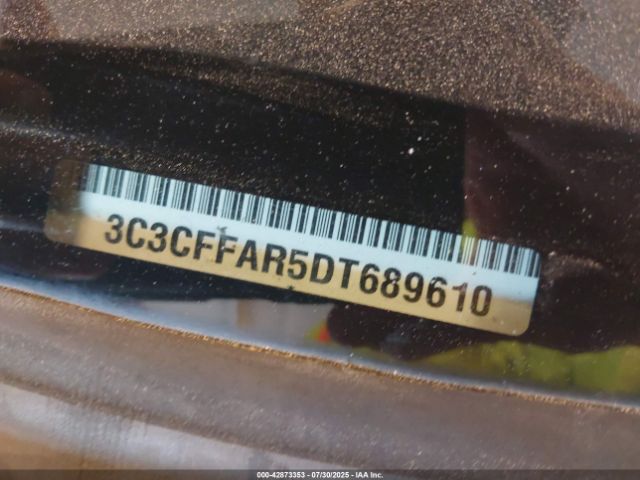 3C3CFFAR5DT689610
000-42873353 | 07/30/2025 - IAA Inc.